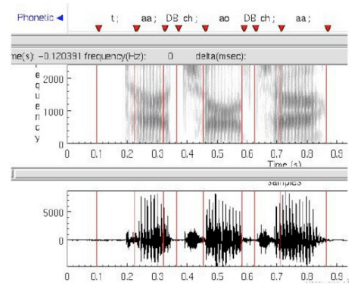 Phonetic ◄ t ; aa ; DB ch ; ao DB ch ; aa ;
me(s): -0.120391 frequency(Hz): 0 delta(msec):
equency
2000
1000
0
0 0.1 0.2 0.3 0.4 0.5 0.6 0.7 0.8 0.9
Time (s)
samples
5000
0
0 0.1 0.2 0.3 0.4 0.5 0.6 0.7 0.8 0.9